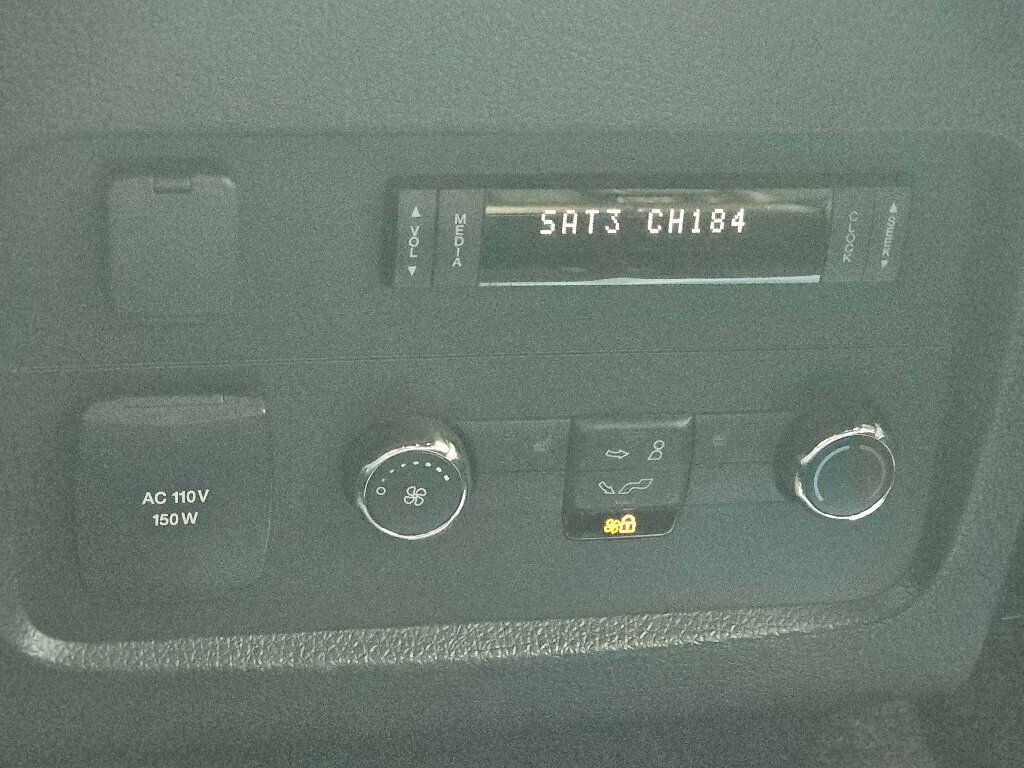 VOL
MEDIA
SAT3 CH184
CLOCK
SEEK
AC 110V
150 W